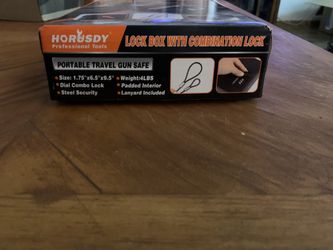 HORUSDY
Professional Tools
LOCK BOX WITH COMBINATION LOCK
PORTABLE TRAVEL GUN SAFE
• Size: 1.75"x6.5"x9.5" • Weight:4LBS
• Dial Combo Lock • Padded Interior
• Steel Security • Lanyard Included